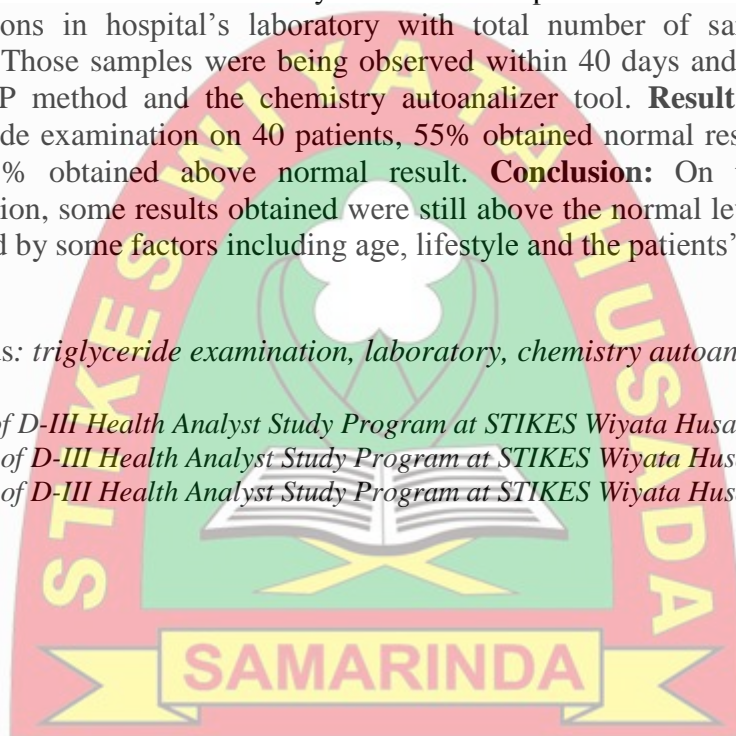 ons in hospital’s laboratory with total number of sa
Those samples were being observed within 40 days and
P method and the chemistry autoanalizer tool. Result
de examination on 40 patients, 55% obtained normal res
% obtained above normal result. Conclusion: On
ion, some results obtained were still above the normal le
d by some factors including age, lifestyle and the patients’
s: triglyceride examination, laboratory, chemistry autoan
of D-III Health Analyst Study Program at STIKES Wiyata Husa
of D-III Health Analyst Study Program at STIKES Wiyata Hus
of D-III Health Analyst Study Program at STIKES Wiyata Hus
STIKES WIYATA HUSADA
SAMARINDA